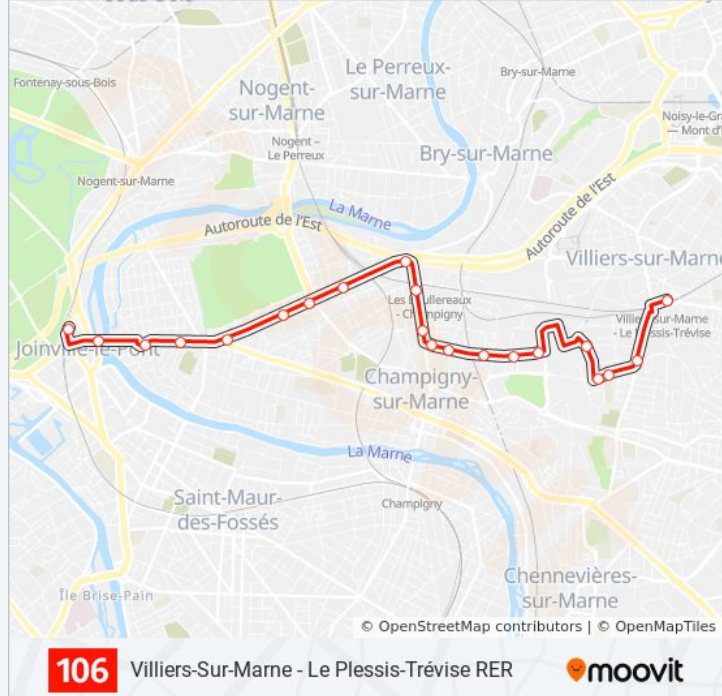 Fontenay-sous-Bois
Nogent-
sur-Marne
Le Perreux-
sur-Marne
Bry-sur-Marne
Noisy-le-Gra
— Mont d'
Nogent –
Le Perreux
Bry-sur-Marne
Nogent-sur-Marne
La Marne
Autoroute de l'Est
Autoroute de l'Est
Villiers-sur-Marne
Les
- Champigny
Villiers-sur-Marne
- Le Plessis-Trévise
Joinville-le-Pont
Champigny-
sur-Marne
La Marne
Saint-Maur-
des-Fossés
Champigny
Chennevières-
sur-Marne
Île Brise-Pain
© OpenStreetMap contributors | © OpenMapTiles
106 Villiers-Sur-Marne - Le Plessis-Trévise RER moovit